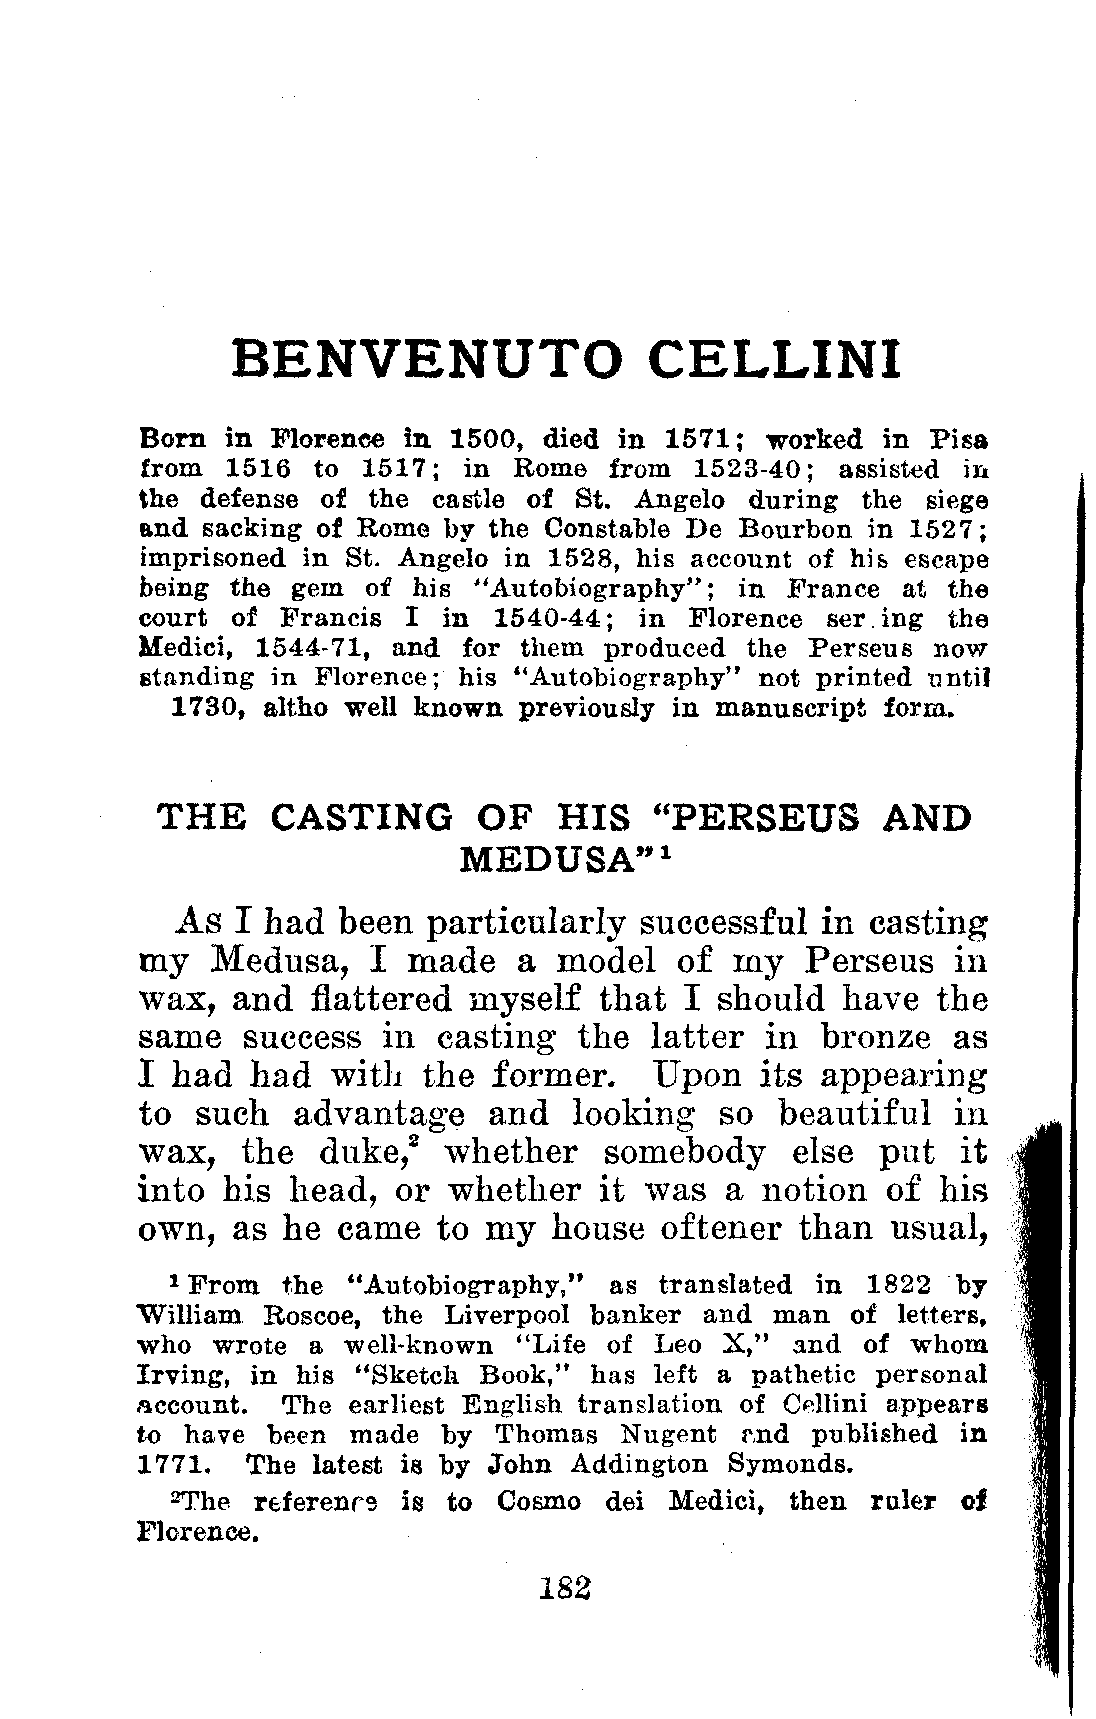 BENVENUTO CELLINI
Born in Florence in 1500, died in 1571; worked in Pisa
from 1516 to 1517; in Rome from 1523-40; assisted in
the defense of the castle of St. Angelo during the siege
and sacking of Rome by the Constable De Bourbon in 1527;
imprisoned in St. Angelo in 1528, his account of his escape
being the gem of his "Autobiography"; in France at the
court of Francis I in 1540-44; in Florence ser.ing the
Medici, 1544-71, and for them produced the Perseus now
standing in Florence; his "Autobiography" not printed until
1730, altho well known previously in manuscript form.
THE CASTING OF HIS "PERSEUS AND
MEDUSA"¹
As I had been particularly successful in casting
my Medusa, I made a model of my Perseus in
wax, and flattered myself that I should have the
same success in casting the latter in bronze as
I had had with the former. Upon its appearing
to such advantage and looking so beautiful in
wax, the duke,² whether somebody else put it
into his head, or whether it was a notion of his
own, as he came to my house oftener than usual,
¹ From the "Autobiography," as translated in 1822 by
William Roscoe, the Liverpool banker and man of letters,
who wrote a well-known "Life of Leo X," and of whom
Irving, in his "Sketch Book," has left a pathetic personal
account. The earliest English translation of Cellini appears
to have been made by Thomas Nugent and published in
1771. The latest is by John Addington Symonds.
²The reference is to Cosmo dei Medici, then ruler of
Florence.
182